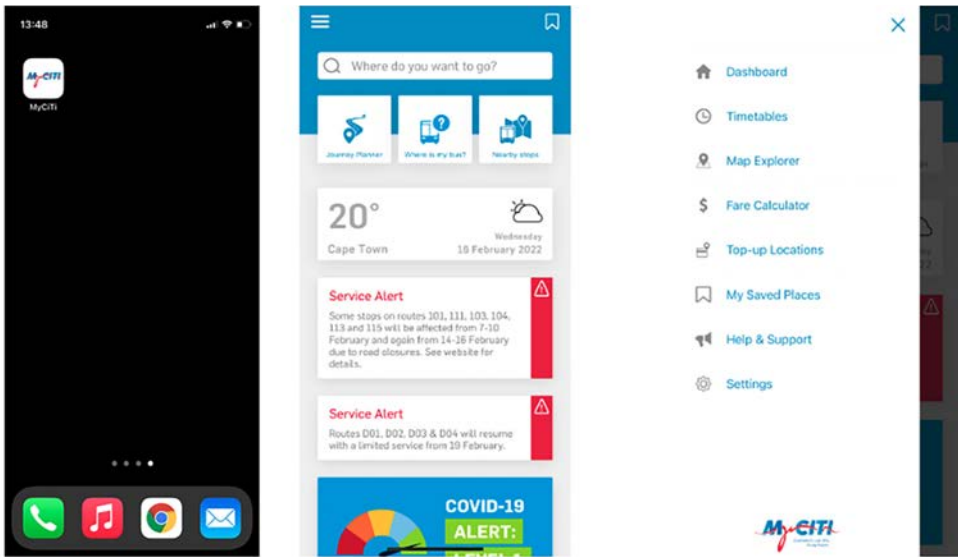 13:48
MyCiTi
MyCiTi
Where do you want to go?
Journey Planner
Where is my bus?
Nearby stops
20°
Cape Town
Wednesday
16 February 2022
Service Alert
Some stops on routes 101, 111, 103, 104,
113 and 115 will be affected from 7-10
February and again from 14-16 February
due to road closures. See website for
details.
Service Alert
Routes D01, D02, D03 & D04 will resume
with a limited service from 19 February.
COVID-19
ALERT:
LEVEL 1
Dashboard
Timetables
Map Explorer
Fare Calculator
Top-up Locations
My Saved Places
Help & Support
Settings
MyCiTi